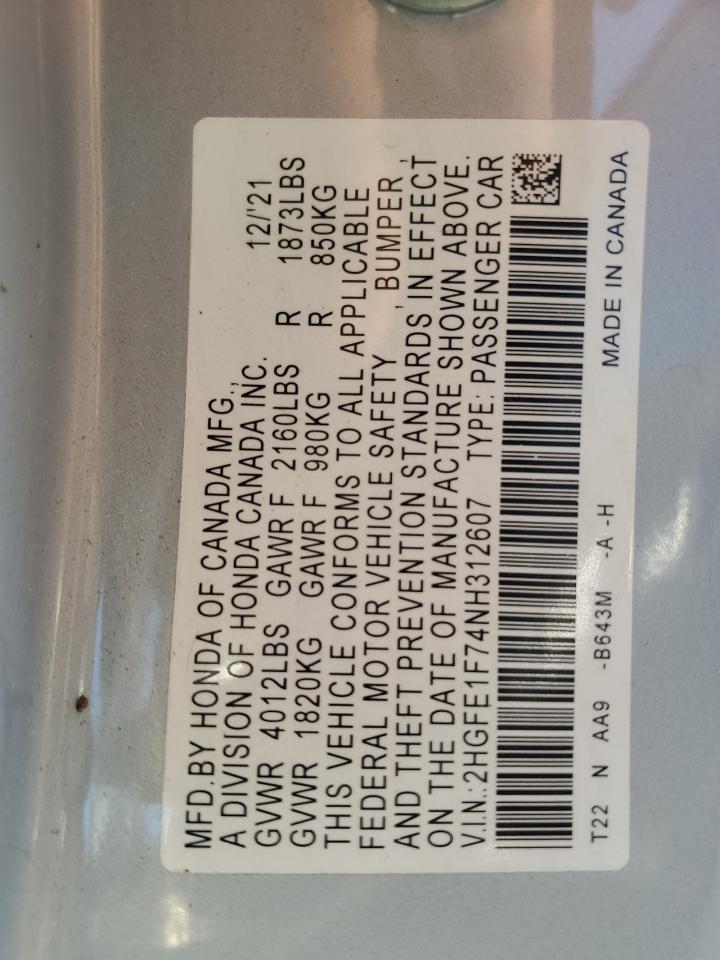 MFD.BY HONDA OF CANADA MFG.,
A DIVISION OF HONDA CANADA INC. 12/'21
GVWR 4012LBS GAWR F 2160LBS R 1873LBS
GVWR 1820KG GAWR F 980KG R 850KG
THIS VEHICLE CONFORMS TO ALL APPLICABLE
FEDERAL MOTOR VEHICLE SAFETY , BUMPER ,
AND THEFT PREVENTION STANDARDS IN EFFECT
ON THE DATE OF MANUFACTURE SHOWN ABOVE.
V.I.N.:2HGFE1F74NH312607 TYPE: PASSENGER CAR
T22 N AA9 -B643M -A -H MADE IN CANADA